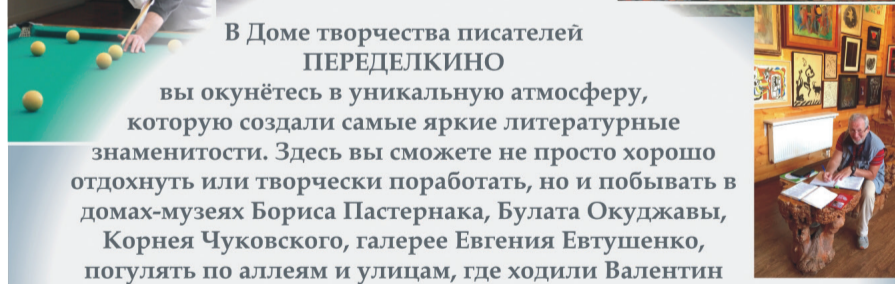 В Доме творчества писателей
ПЕРЕДЕЛКИНО
вы окунётесь в уникальную атмосферу,
которую создали самые яркие литературные
знаменитости. Здесь вы сможете не просто хорошо
отдохнуть или творчески поработать, но и побывать в
домах-музеях Бориса Пастернака, Булата Окуджавы,
Корнея Чуковского, галерее Евгения Евтушенко,
погулять по аллеям и улицам, где ходили Валентин